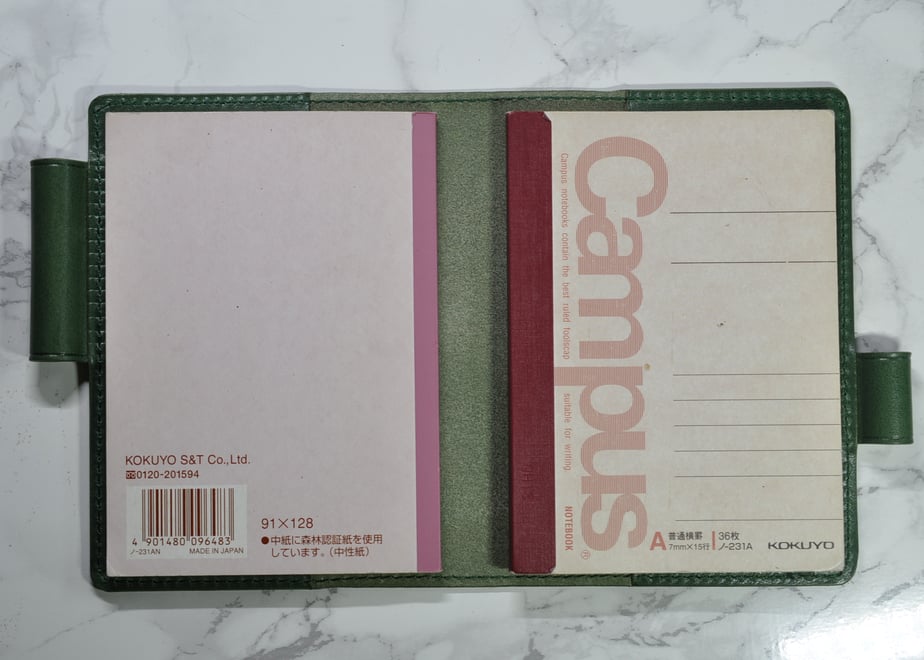 KOKUYO S&T Co.,Ltd.
0120-201594
4 901480 096483
ノ-231AN MADE IN JAPAN
91×128
●中紙に森林認証紙を使用
しています。(中性紙)
Campus®
Campus notebooks contain the best ruled foolscap suitable for writing.
NOTEBOOK
A 普通横罫 36枚
7mm×15行 ノ-231A
KOKUYO